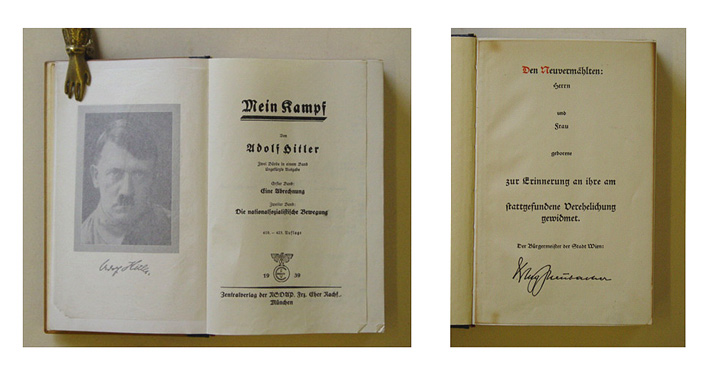 Mein Kampf
Von
Adolf Hitler
Zwei Bände in einem Band
Ungekürzte Ausgabe
Erster Band:
Eine Abrechnung
Zweiter Band:
Die nationalsozialistische Bewegung
Auflage
19 38
Zentralverlag der NSDAP. Frz. Eher Nachf.,
München
Den Neuvermählten:
Herrn
und
Frau
geborene
zur Erinnerung an ihre am
stattgefundene Verehelichung
gewidmet.
Der Bürgermeister der Stadt Wien: